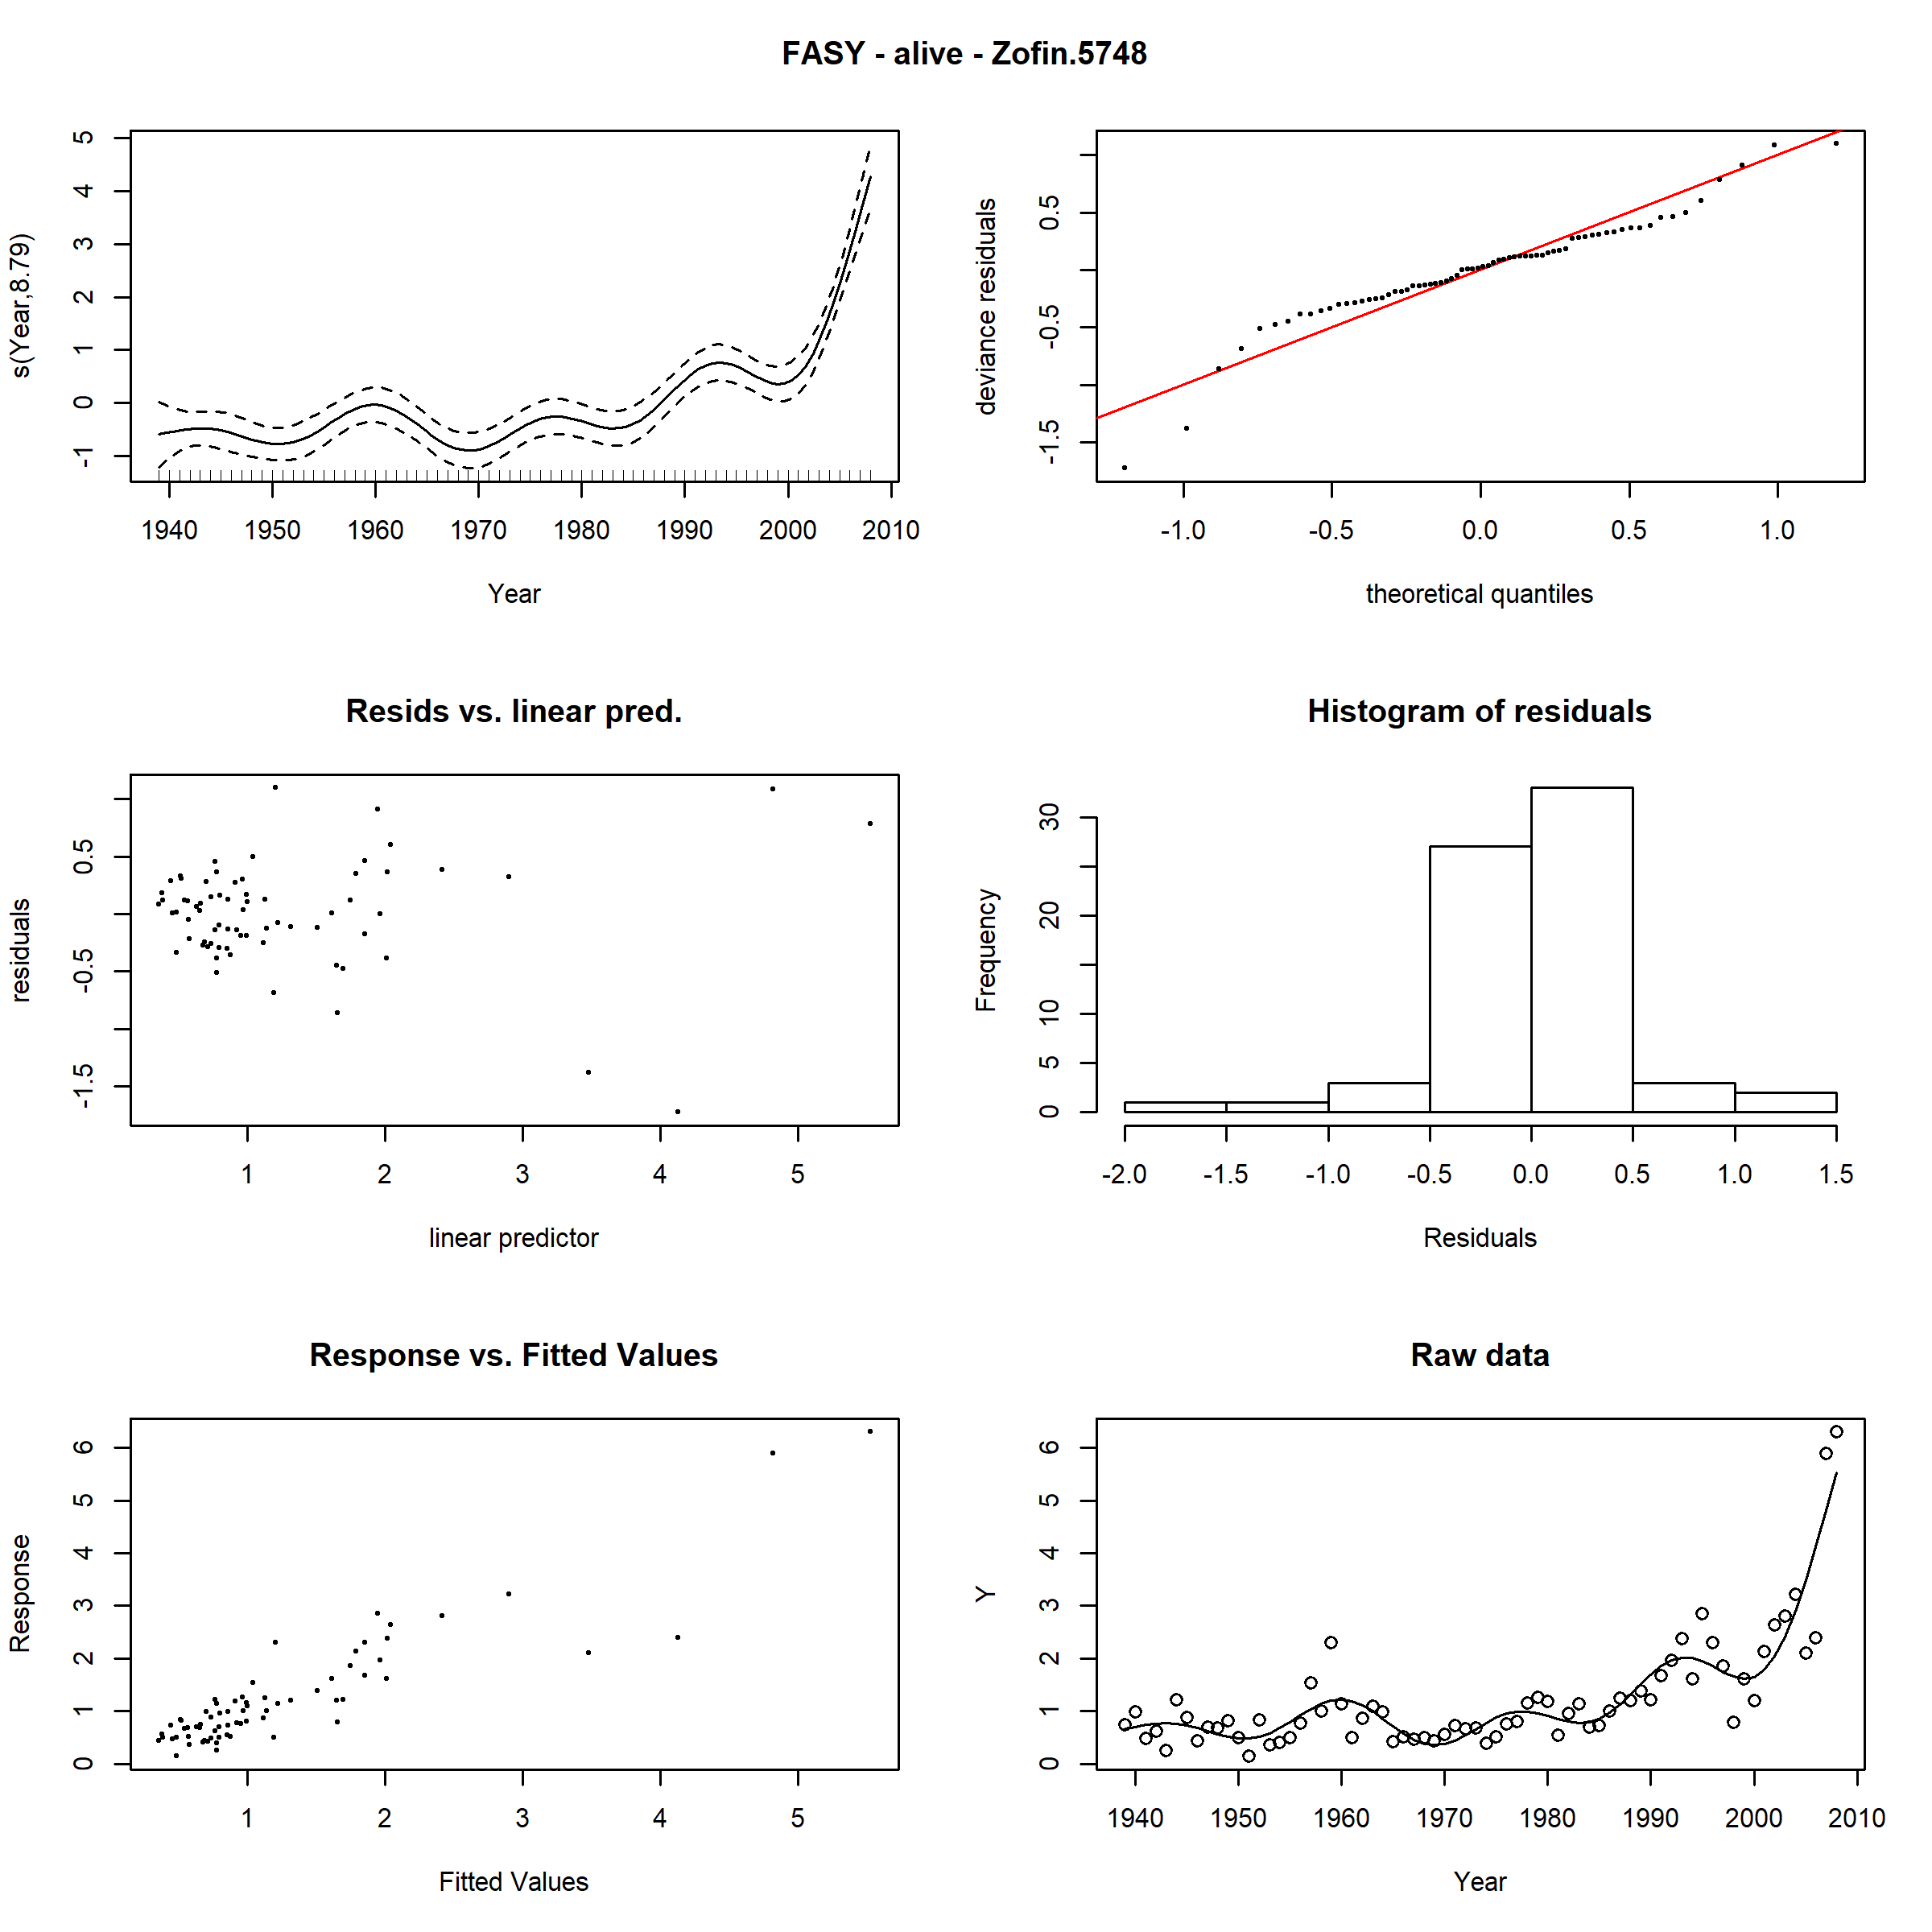 FASY - alive - Zofin.5748
s(Year,8.79)
5
4
3
2
1
0
-1
1940 1950 1960 1970 1980 1990 2000 2010
Year
deviance residuals
0.5
-0.5
-1.5
-1.0 -0.5 0.0 0.5 1.0
theoretical quantiles
Resids vs. linear pred.
residuals
0.5
-0.5
-1.5
1 2 3 4 5
linear predictor
Histogram of residuals
Frequency
30
20
10
5
0
-2.0 -1.5 -1.0 -0.5 0.0 0.5 1.0 1.5
Residuals
Response vs. Fitted Values
Response
6
5
4
3
2
1
0
1 2 3 4 5
Fitted Values
Raw data
Y
6
5
4
3
2
1
0
1940 1950 1960 1970 1980 1990 2000 2010
Year